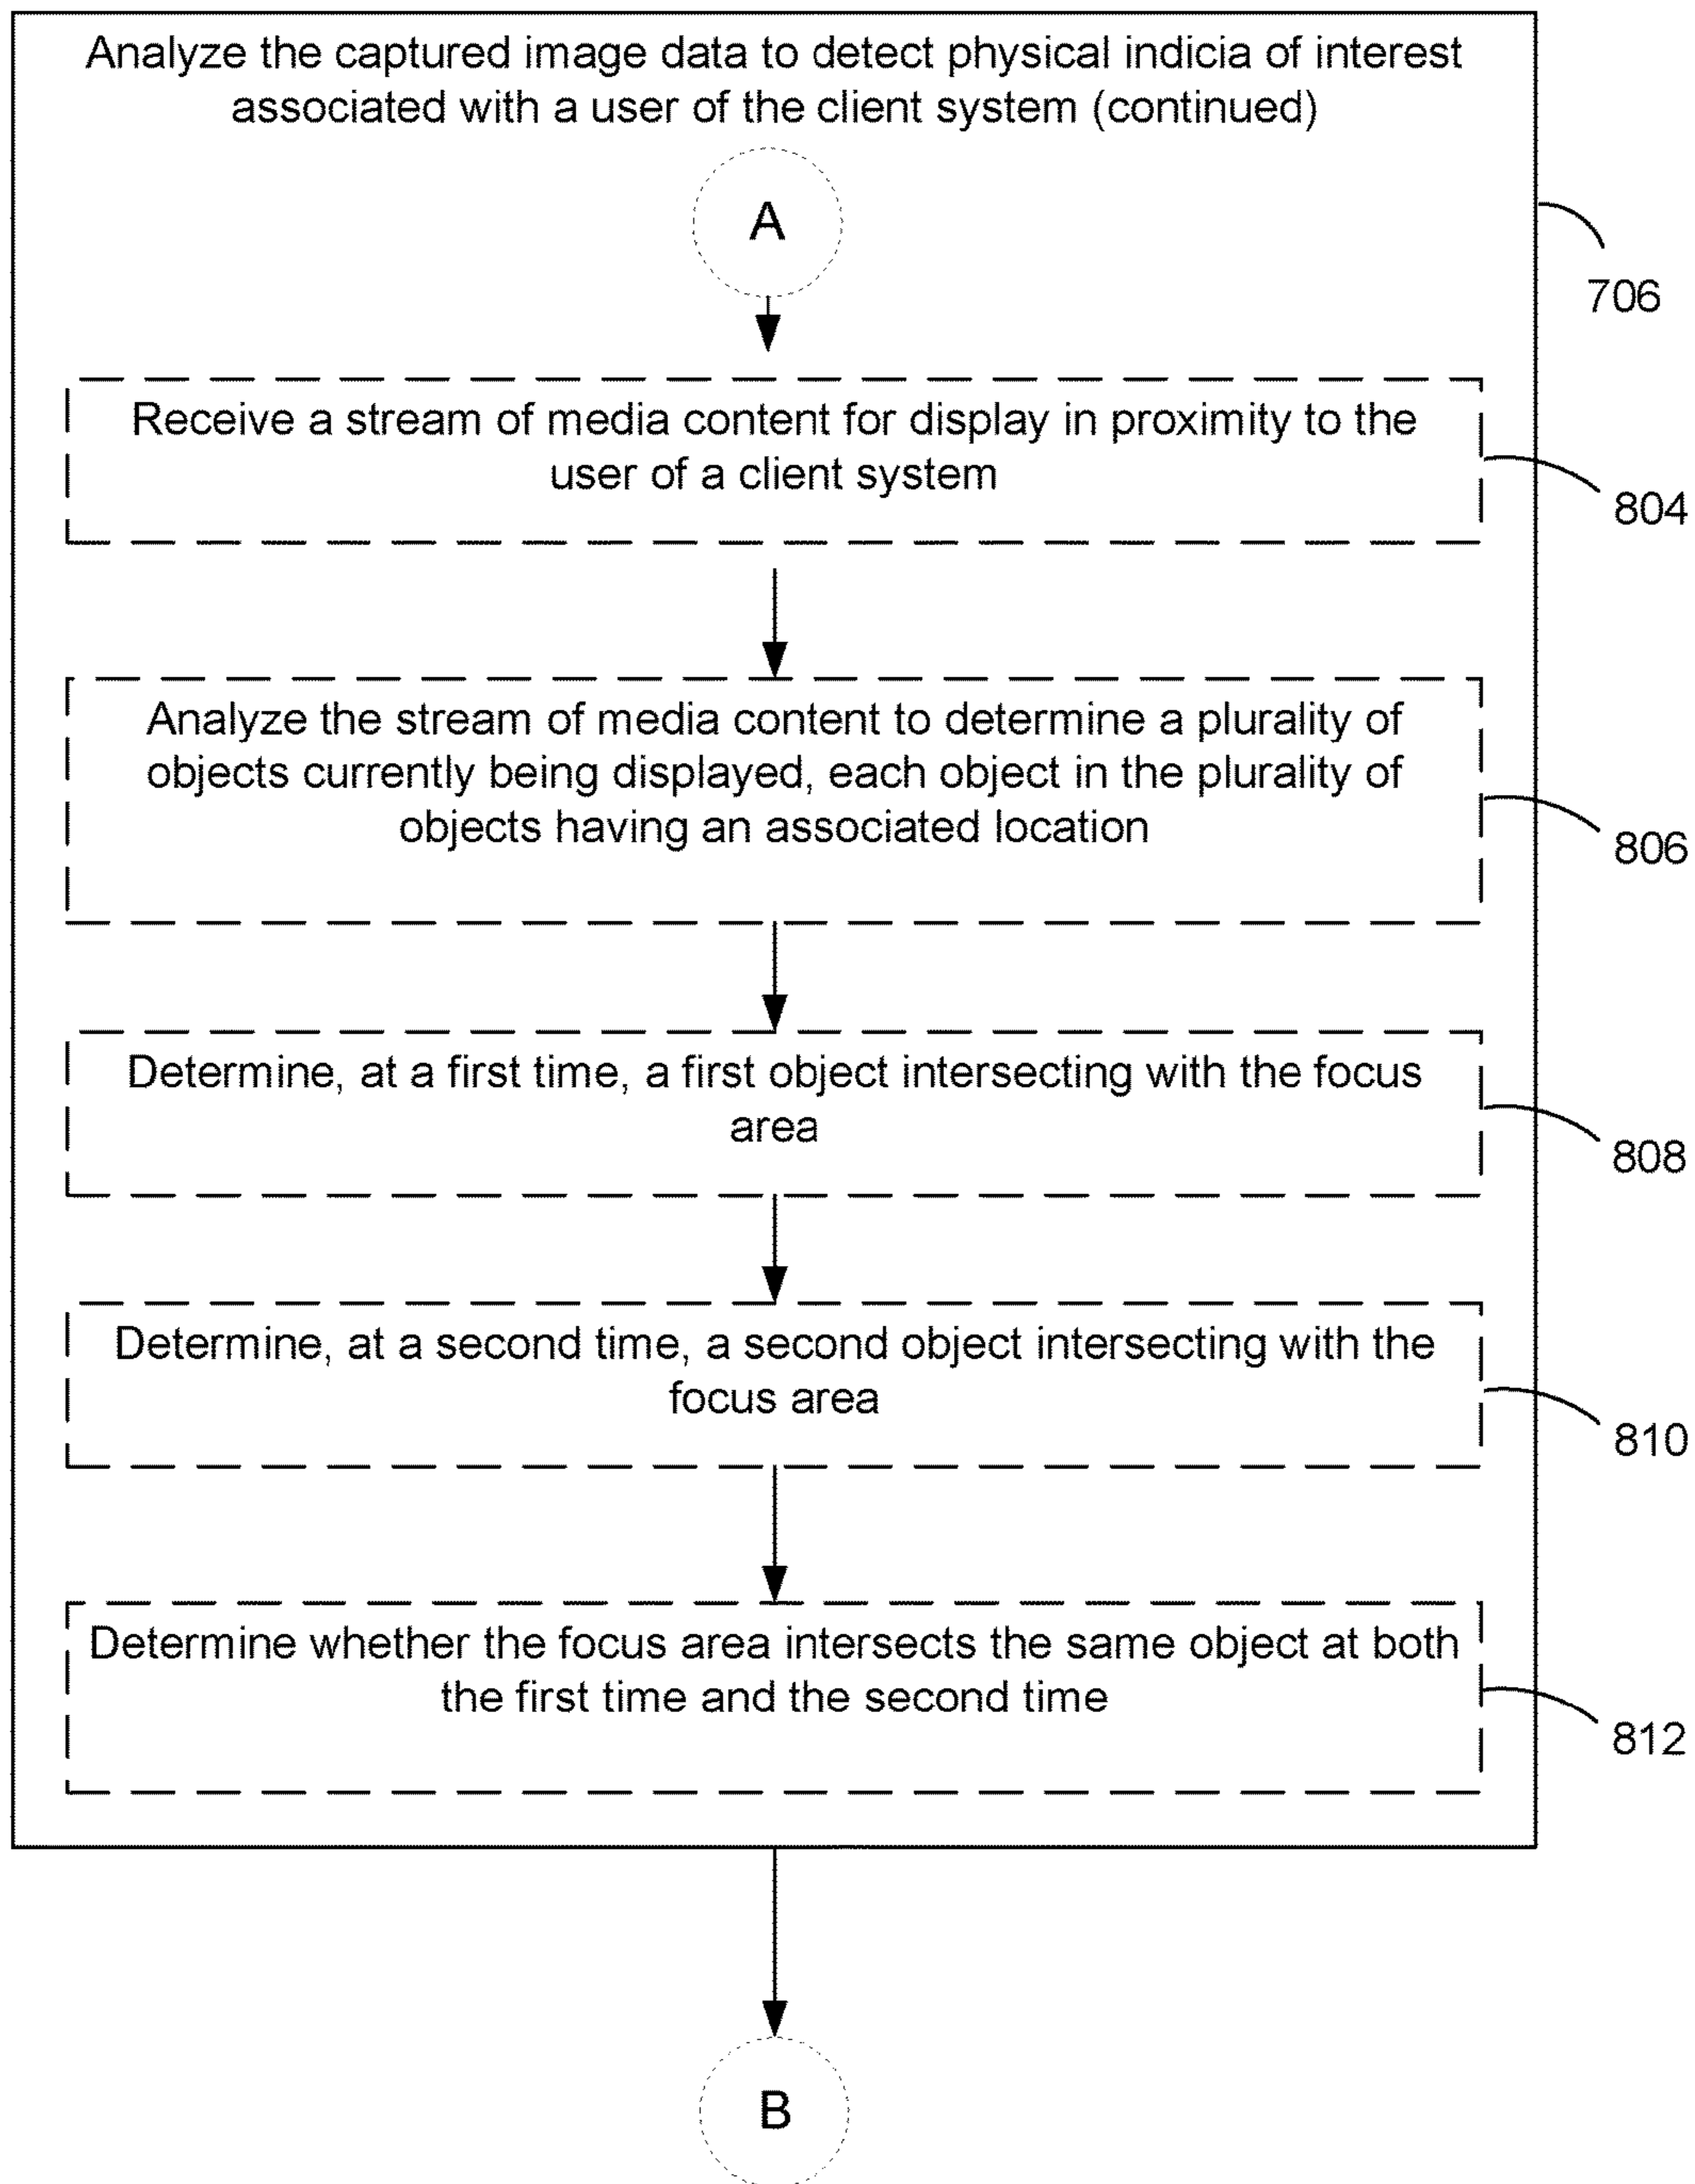 Analyze the captured image data to detect physical indicia of interest
associated with a user of the client system (continued)
A
706
Receive a stream of media content for display in proximity to the
user of a client system
804
Analyze the stream of media content to determine a plurality of
objects currently being displayed, each object in the plurality of
objects having an associated location
806
Determine, at a first time, a first object intersecting with the focus
area
808
Determine, at a second time, a second object intersecting with the
focus area
810
Determine whether the focus area intersects the same object at both
the first time and the second time
812
B